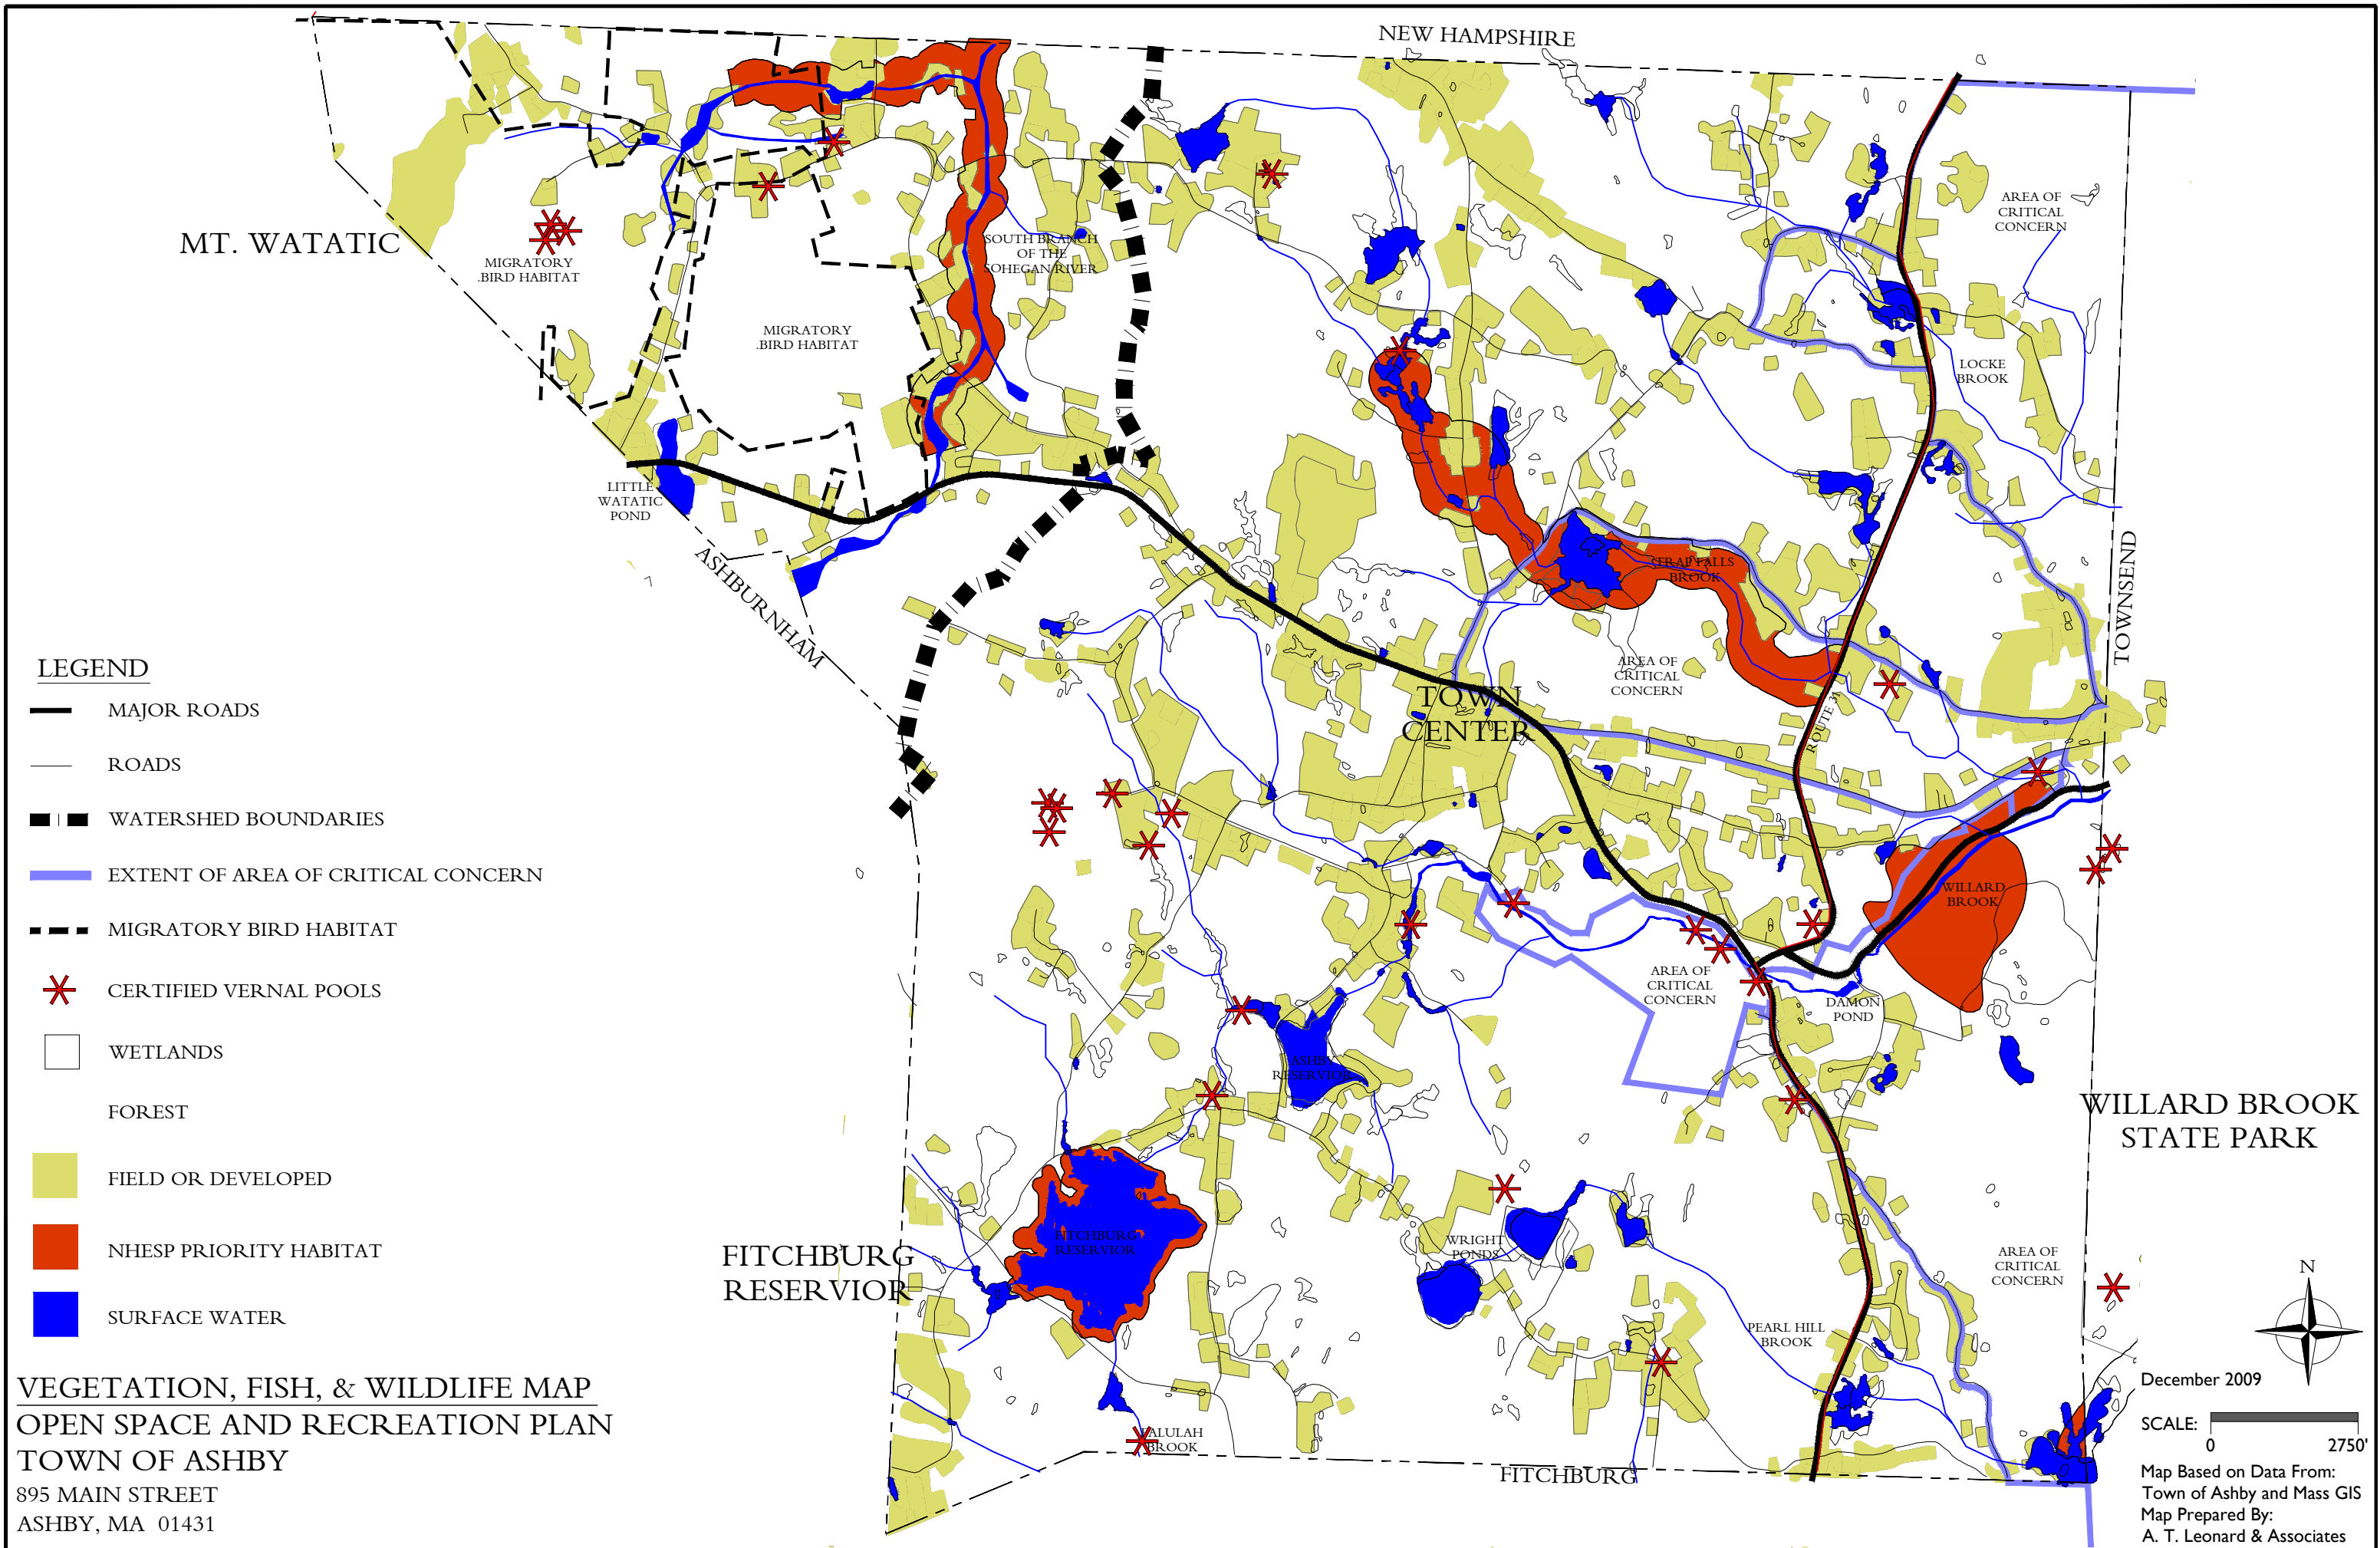 NEW HAMPSHIRE
AREA OF
CRITICAL
CONCERN
MT. WATATIC
MIGRATORY
.BIRD HABITAT
SOUTH BRANCH
OF THE
SOHEGAN RIVER
MIGRATORY
.BIRD HABITAT
LOCKE
BROOK
LITTLE
WATATIC
POND
ASHBURNHAM
TRAP FALLS
BROOK
TOWNSEND
AREA OF
CRITICAL
CONCERN
TOWN
CENTER
ROUTE 31
WILLARD
BROOK
AREA OF
CRITICAL
CONCERN
DAMON
POND
ASHBY
RESERVIOR
WILLARD BROOK
STATE PARK
FITCHBURG
RESERVIOR
FITCHBURG
RESERVIOR
WRIGHT
PONDS
AREA OF
CRITICAL
CONCERN
PEARL HILL
BROOK
BROOK
FITCHBURG
LEGEND
MAJOR ROADS
ROADS
WATERSHED BOUNDARIES
EXTENT OF AREA OF CRITICAL CONCERN
MIGRATORY BIRD HABITAT
CERTIFIED VERNAL POOLS
WETLANDS
FOREST
FIELD OR DEVELOPED
NHESP PRIORITY HABITAT
SURFACE WATER
VEGETATION, FISH, & WILDLIFE MAP
OPEN SPACE AND RECREATION PLAN
TOWN OF ASHBY
895 MAIN STREET
ASHBY, MA 01431
N
December 2009
SCALE:
0 2750'
Map Based on Data From:
Town of Ashby and Mass GIS
Map Prepared By:
A. T. Leonard & Associates